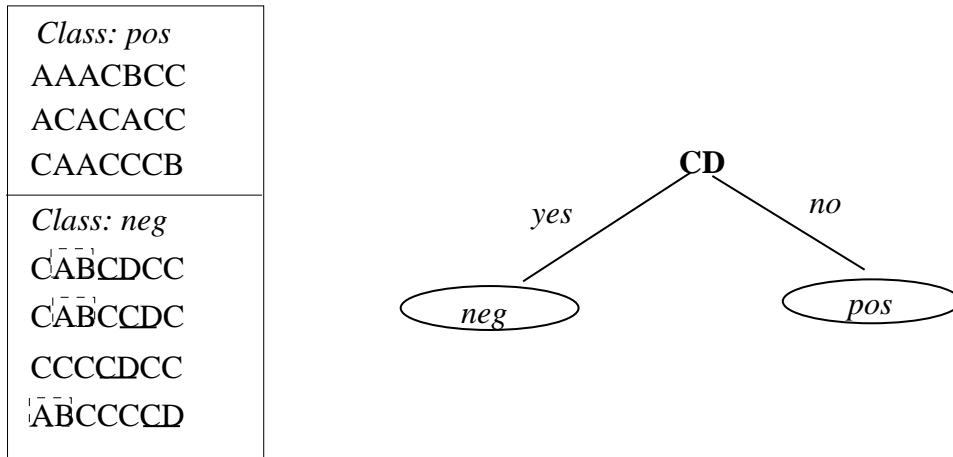 Class: pos
AAACBCC
ACACACC
CAACCCB
Class: neg
CABCDCC
CABCCDC
CCCCDCC
ABCCCCD
CD
yes
no
neg
pos